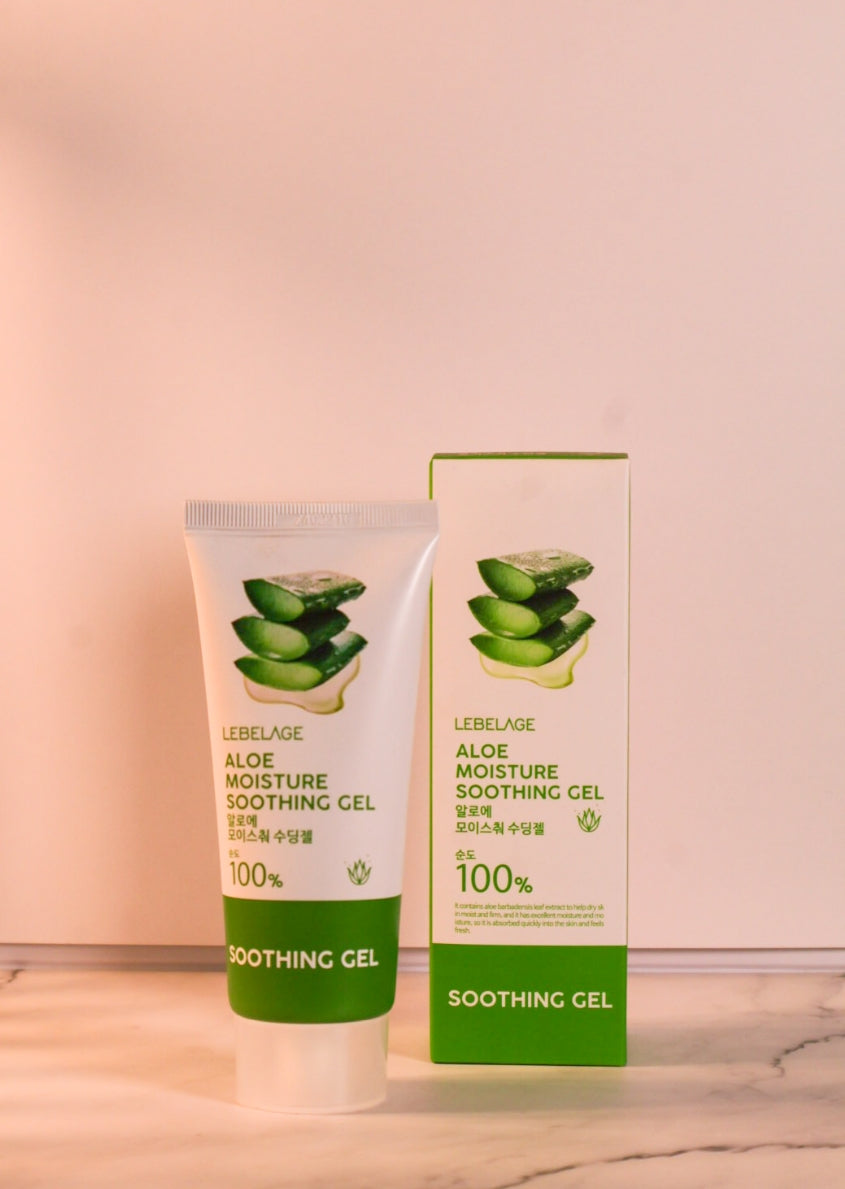 LEBELAGE
ALOE
MOISTURE
SOOTHING GEL
알로에
모이스춰 수딩젤
순도
100%
SOOTHING GEL
LEBELAGE
ALOE
MOISTURE
SOOTHING GEL
알로에
모이스춰 수딩젤
순도
100%
It contains aloe barbadensis leaf extract to help dry sk
in moist and firm, and it has excellent moisture and mo
isture, so it is absorbed quickly into the skin and feels
fresh.
SOOTHING GEL